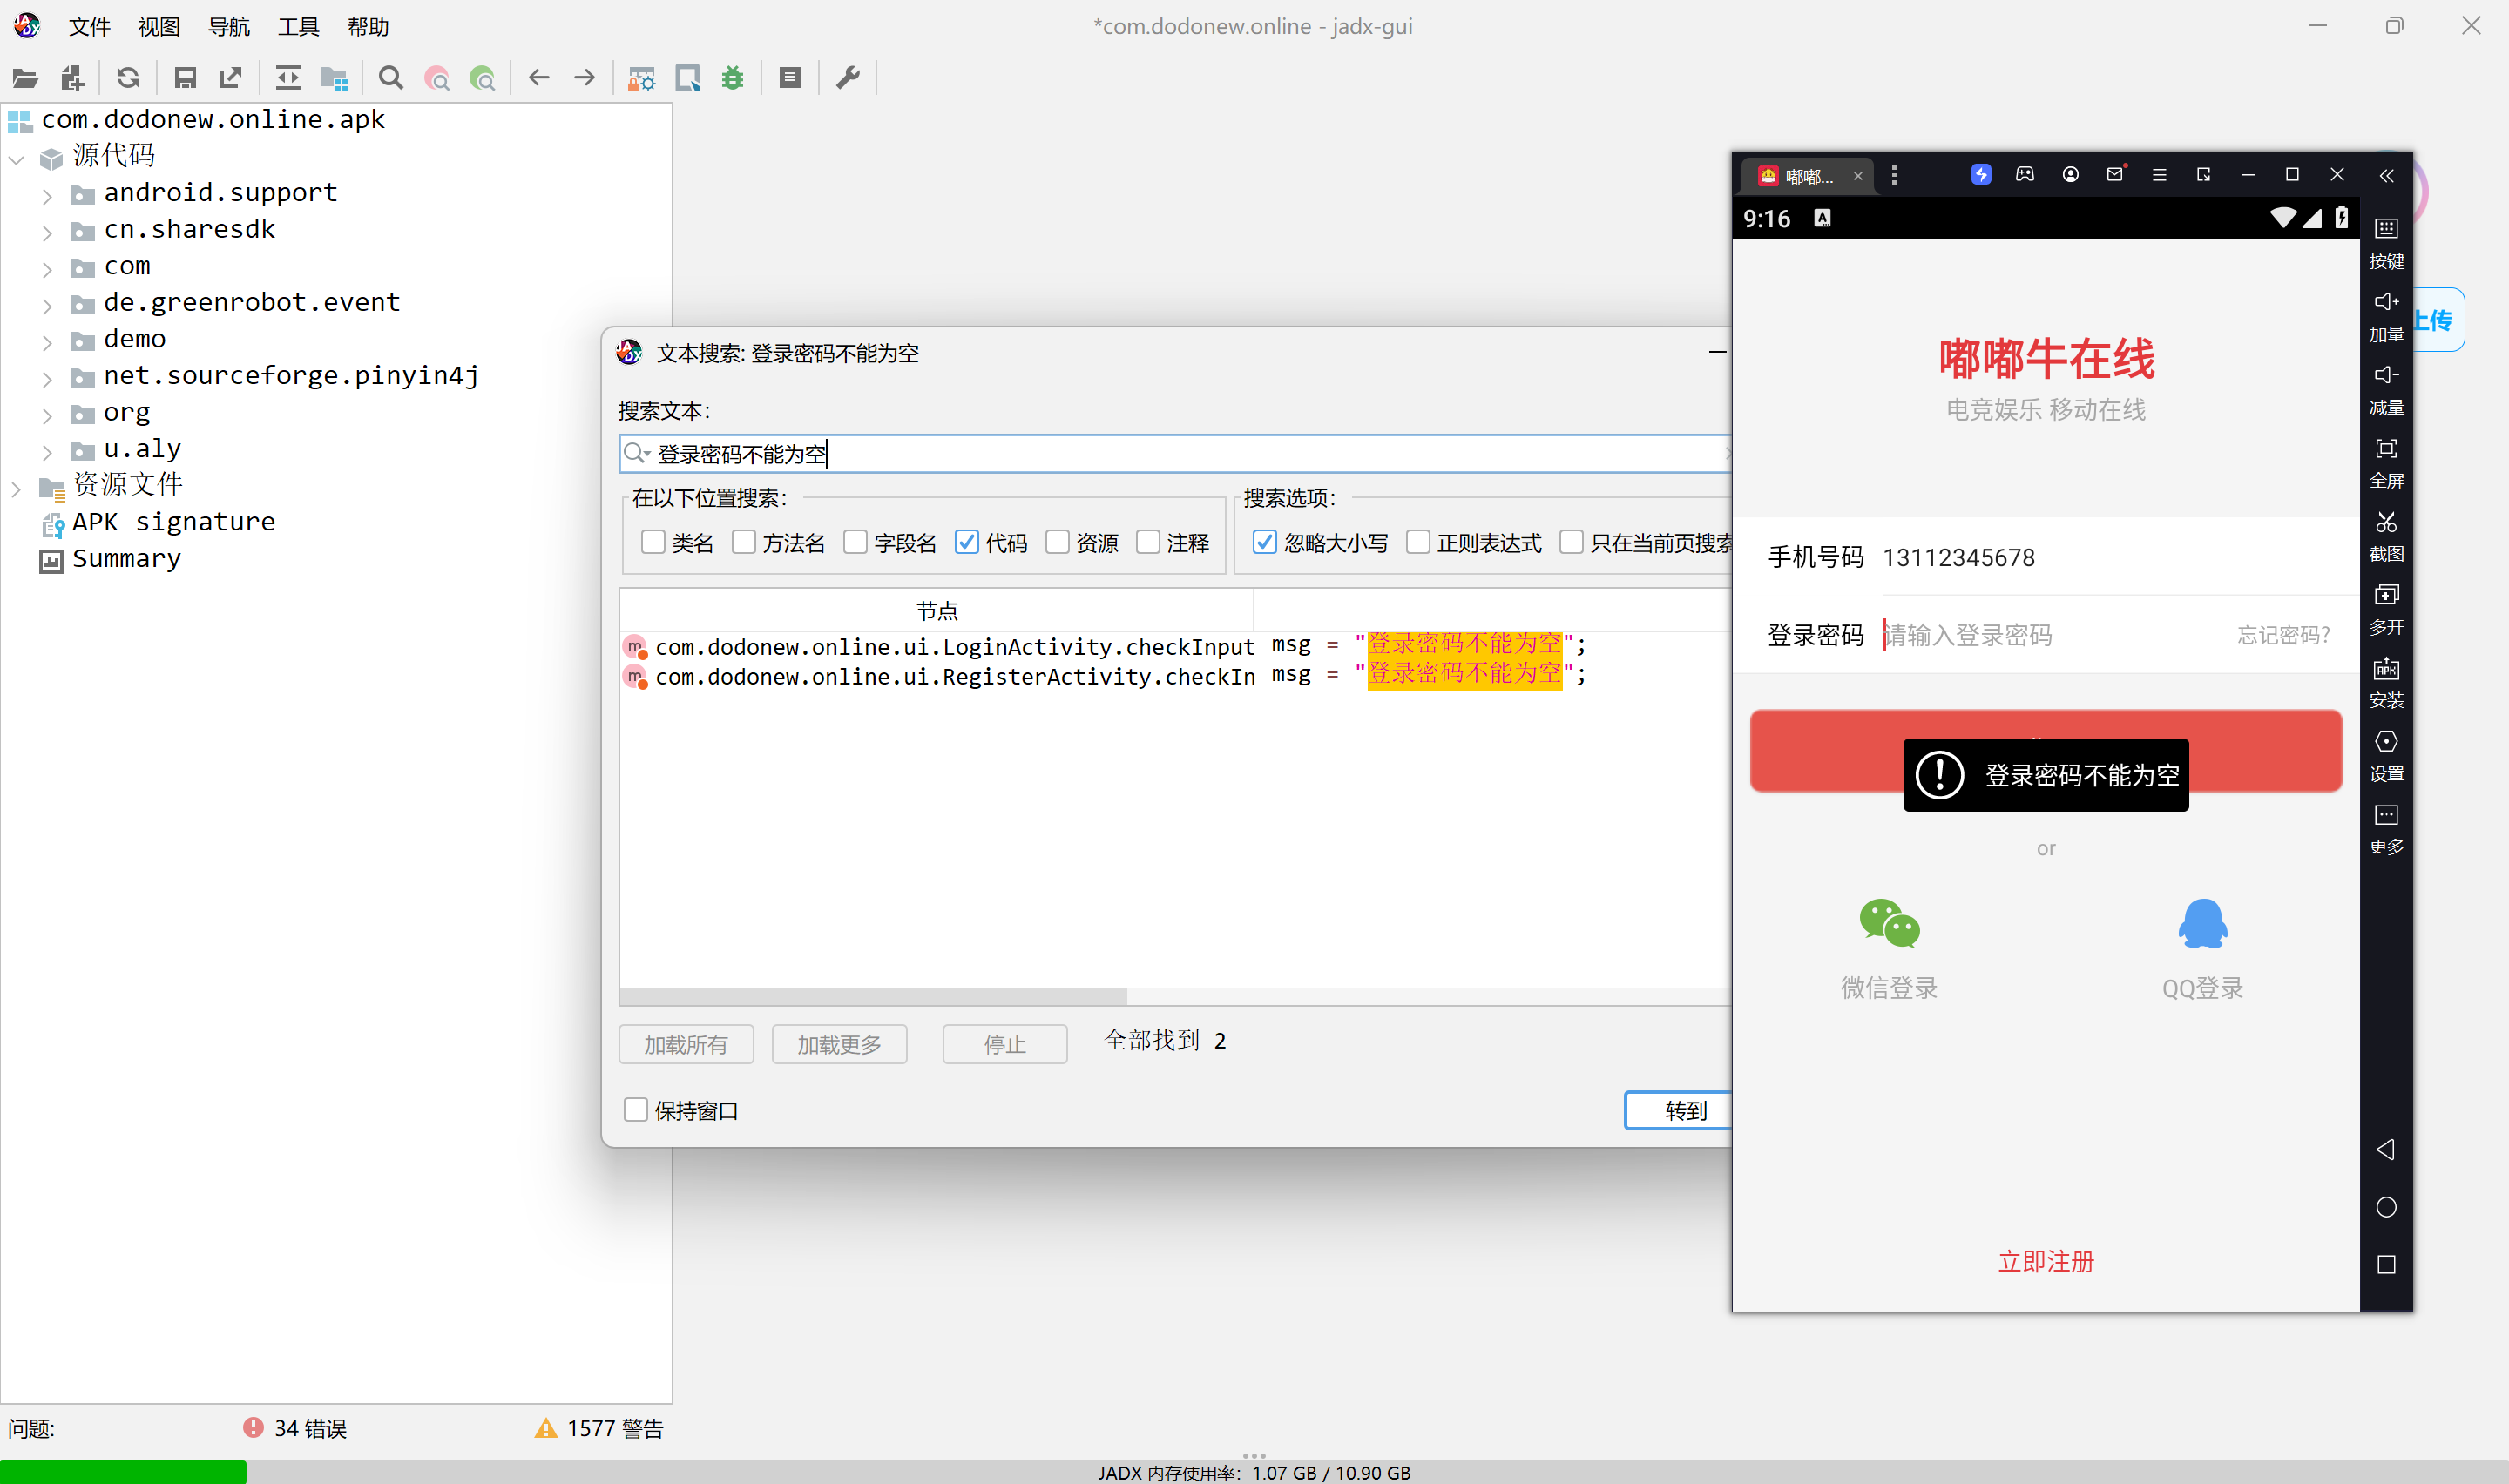 文件 视图 导航 工具 帮助
*com.dodonew.online - jadx-gui
com.dodonew.online.apk
源代码
android.support
cn.sharesdk
com
de.greenrobot.event
demo
net.sourceforge.pinyin4j
org
u.aly
资源文件
APK signature
Summary
文本搜索: 登录密码不能为空
搜索文本:
登录密码不能为空
在以下位置搜索:
类名 方法名 字段名 代码 资源 注释
搜索选项:
忽略大小写 正则表达式 只在当前页搜索
节点
com.dodonew.online.ui.LoginActivity.checkInput msg = "登录密码不能为空";
com.dodonew.online.ui.RegisterActivity.checkIn msg = "登录密码不能为空";
加载所有 加载更多 停止 全部找到 2
保持窗口
转到
嘟嘟...
9:16
嘟嘟牛在线
电竞娱乐 移动在线
手机号码 13112345678
登录密码 请输入登录密码 忘记密码?
登录密码不能为空
or
微信登录 QQ登录
立即注册
按键
加量
减量
全屏
截图
多开
APK
安装
设置
更多
上传
问题: 34 错误 1577 警告
JADX 内存使用率: 1.07 GB / 10.90 GB